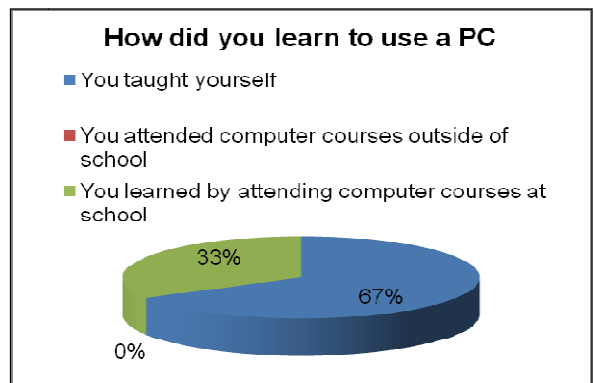 How did you learn to use a PC
You taught yourself
You attended computer courses outside of
school
You learned by attending computer courses at
school
33%
67%
0%